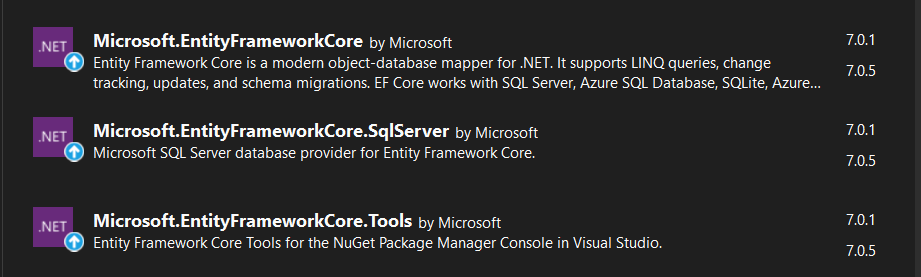 .NET
Microsoft.EntityFrameworkCore by Microsoft 7.0.1
Entity Framework Core is a modern object-database mapper for .NET. It supports LINQ queries, change 7.0.5
tracking, updates, and schema migrations. EF Core works with SQL Server, Azure SQL Database, SQLite, Azure...
.NET
Microsoft.EntityFrameworkCore.SqlServer by Microsoft 7.0.1
Microsoft SQL Server database provider for Entity Framework Core. 7.0.5
.NET
Microsoft.EntityFrameworkCore.Tools by Microsoft 7.0.1
Entity Framework Core Tools for the NuGet Package Manager Console in Visual Studio. 7.0.5